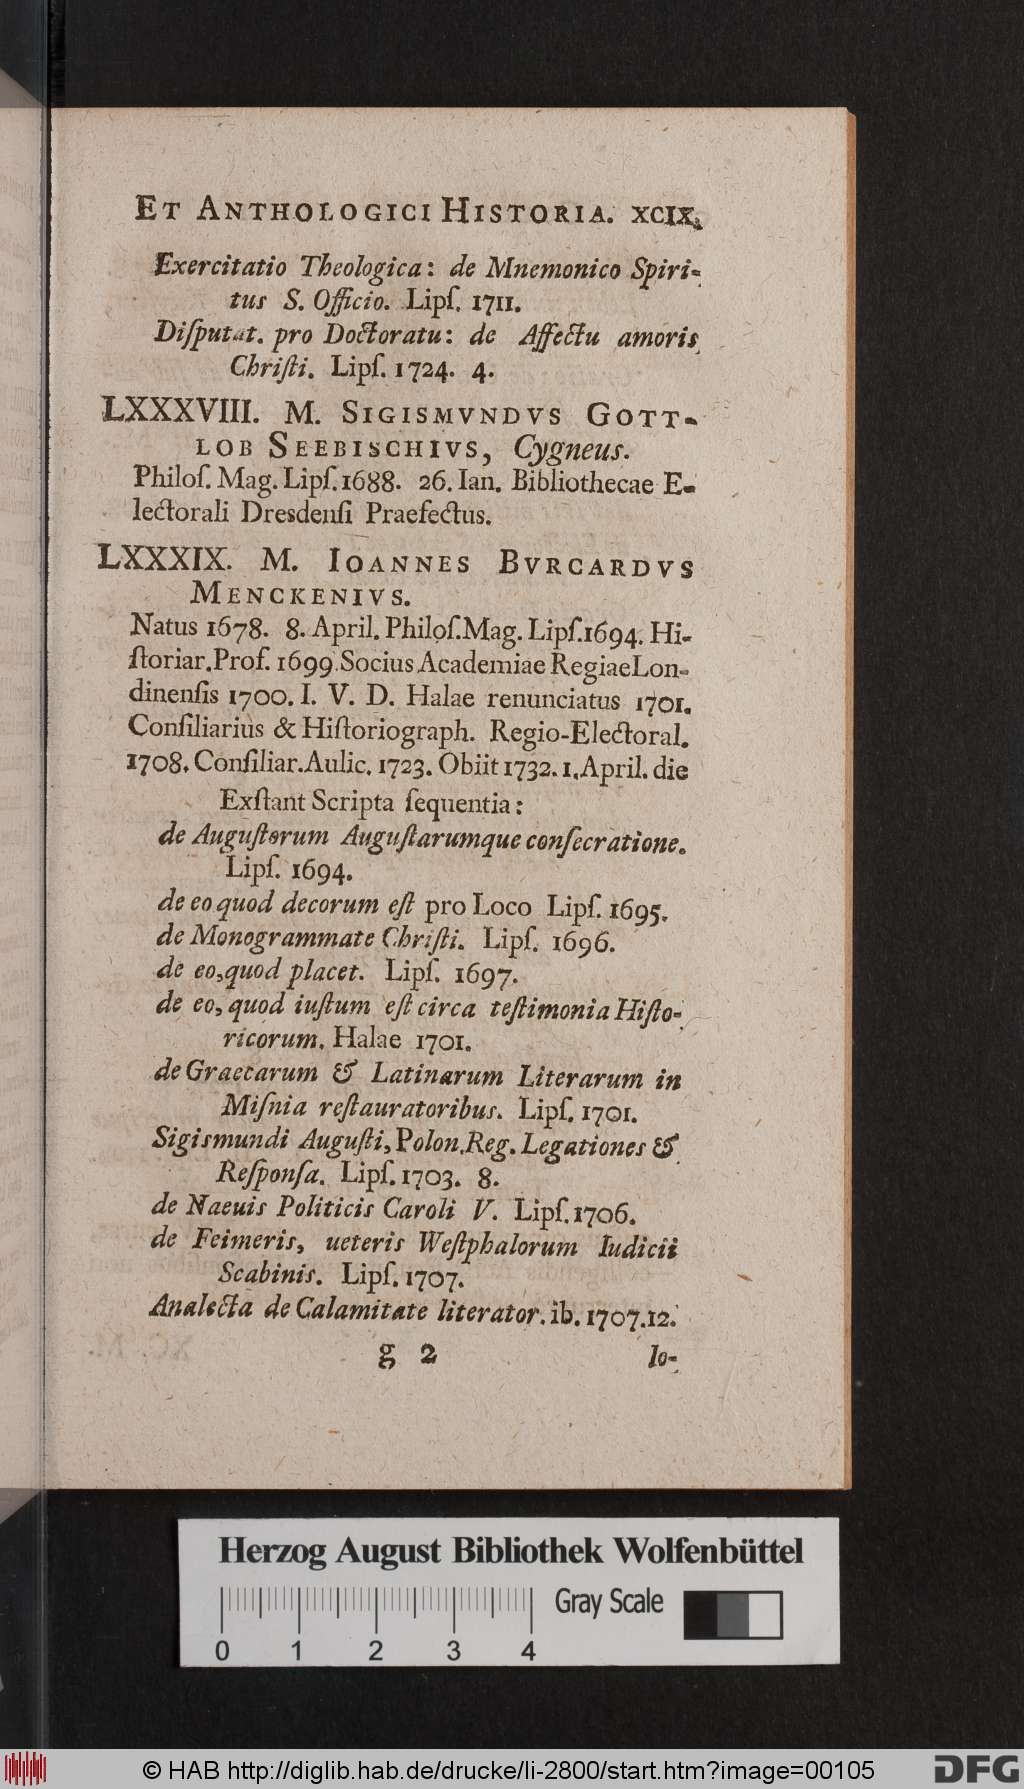 ET ANTHOLOGICI HISTORIA. XCIX.
Exercitatio Theologica: de Mnemonico Spiri-
tus S. Officio. Lipſ. 1711.
Diſputat. pro Doctoratu: de Affectu amoris
Chriſti. Lipſ. 1724. 4.
LXXXVIII. M. SIGISMVNDVS GOTT-
LOB SEEBISCHIVS, Cygneus.
Philoſ. Mag. Lipſ. 1688. 26. Ian. Bibliothecae E-
lectorali Dresdenſi Praefectus.
LXXXIX. M. IOANNES BVRCARDVS
MENCKENIVS.
Natus 1678. 8. April. Philoſ. Mag. Lipſ. 1694. Hi-
ſtoriar. Prof. 1699. Socius Academiae Regiae Lon-
dinenſis 1700. I. V. D. Halae renunciatus 1701.
Conſiliarius & Hiſtoriograph. Regio-Electoral.
1708. Conſiliar. Aulic. 1723. Obiit 1732. 1. April. die
Exſtant Scripta ſequentia:
de Auguſtorum Auguſtarumque conſecratione.
Lipſ. 1694.
de eo quod decorum eſt pro Loco Lipſ. 1695.
de Monogrammate Chriſti. Lipſ. 1696.
de eo, quod placet. Lipſ. 1697.
de eo, quod iuſtum eſt circa teſtimonia Hiſto-
ricorum. Halae 1701.
de Graecarum & Latinarum Literarum in
Miſnia reſtauratoribus. Lipſ. 1701.
Sigismundi Auguſti, Polon. Reg. Legationes &
Reſponſa. Lipſ. 1703. 8.
de Naeuis Politicis Caroli V. Lipſ. 1706.
de Feimeris, ueteris Weſtphalorum Iudicii
Scabinis. Lipſ. 1707.
Analecta de Calamitate literator. ib. 1707. 12.
g 2 Io-
Herzog August Bibliothek Wolfenbüttel
Gray Scale
0 1 2 3 4
© HAB http://diglib.hab.de/drucke/li-2800/start.htm?image=00105
DFG